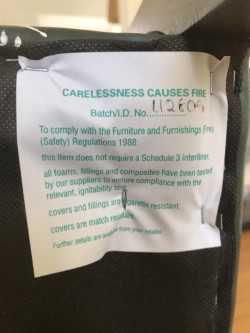 CARELESSNESS CAUSES FIRE
Batch/I.D. No.
To comply with the Furniture and Furnishings (Fire)
(Safety) Regulations 1988
this item does not require a Schedule 3 interliner,
all foams, fillings and composites have been tested
by our suppliers to ensure compliance with the
relevant, ignitability
covers and fillings are resistant
covers are match
Further details are from your retailer